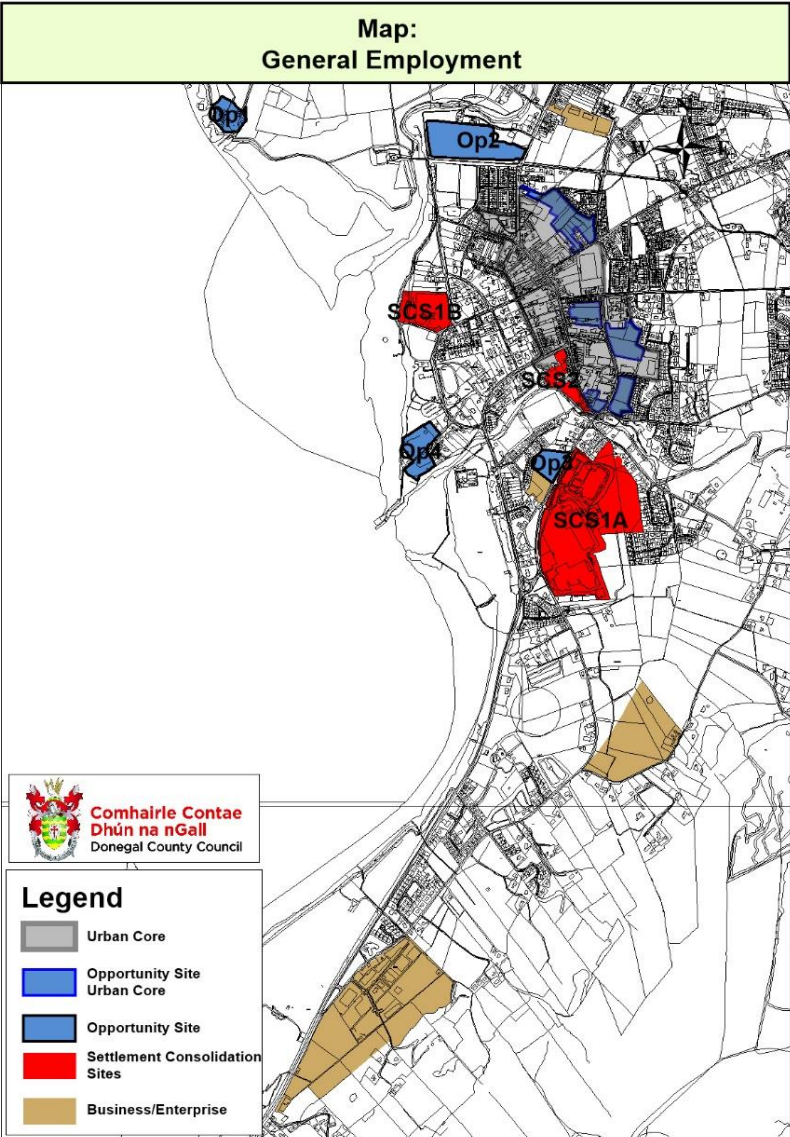 Map:
General Employment
Op1
Op2
N
W
E
SCS1B
SCS2
Op4
Op3
SCS1A
Comhairle Contae
Dhún na nGall
Donegal County Council
Legend
Urban Core
Opportunity Site
Urban Core
Opportunity Site
Settlement Consolidation
Sites
Business/Enterprise